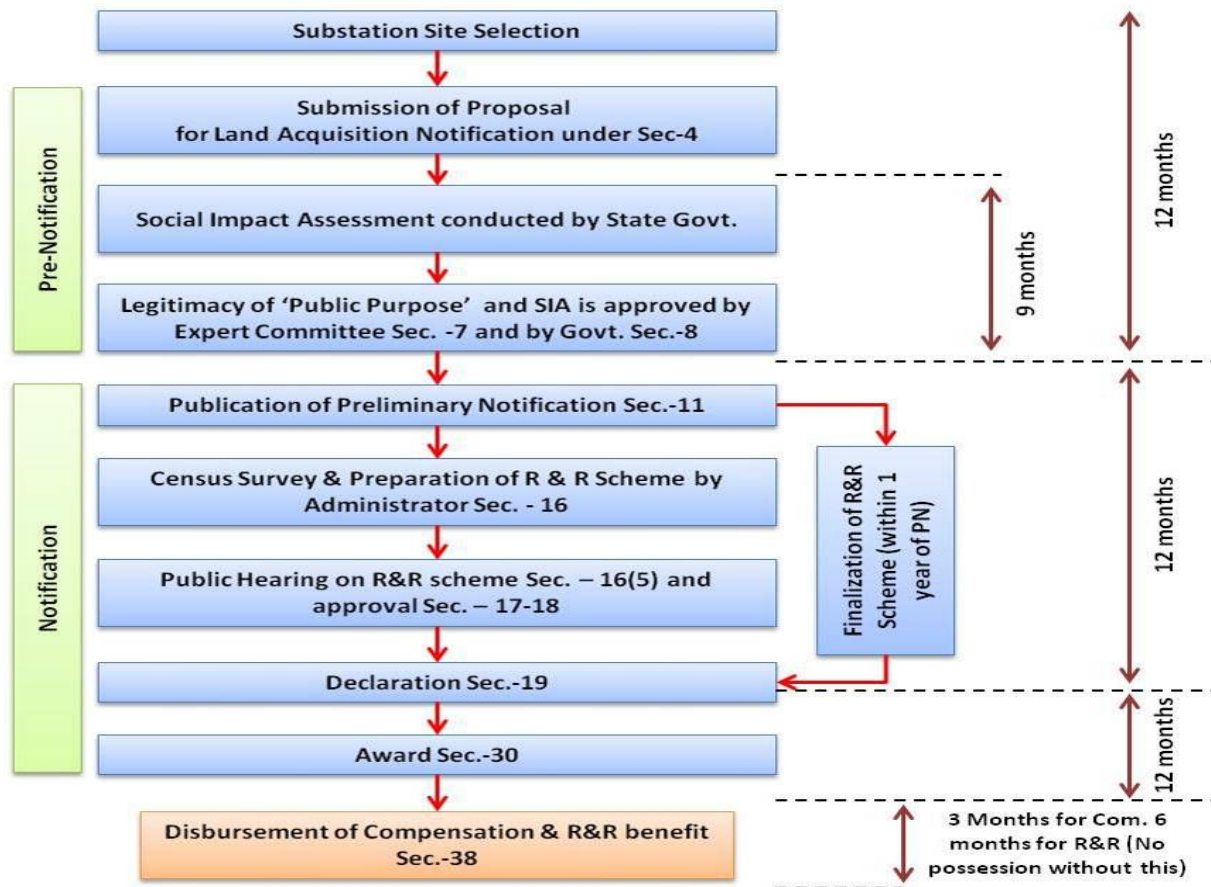 Substation Site Selection
Pre-Notification
Submission of Proposal
for Land Acquisition Notification under Sec-4
Social Impact Assessment conducted by State Govt.
Legitimacy of ‘Public Purpose’ and SIA is approved by
Expert Committee Sec. -7 and by Govt. Sec.-8
12 months
9 months
Notification
Publication of Preliminary Notification Sec.-11
Census Survey & Preparation of R & R Scheme by
Administrator Sec. - 16
Public Hearing on R&R scheme Sec. – 16(5) and
approval Sec. – 17-18
Declaration Sec.-19
Finalization of R&R
Scheme (within 1
year of PN)
12 months
Award Sec.-30
12 months
Disbursement of Compensation & R&R benefit
Sec.-38
3 Months for Com. 6
months for R&R (No
possession without this)